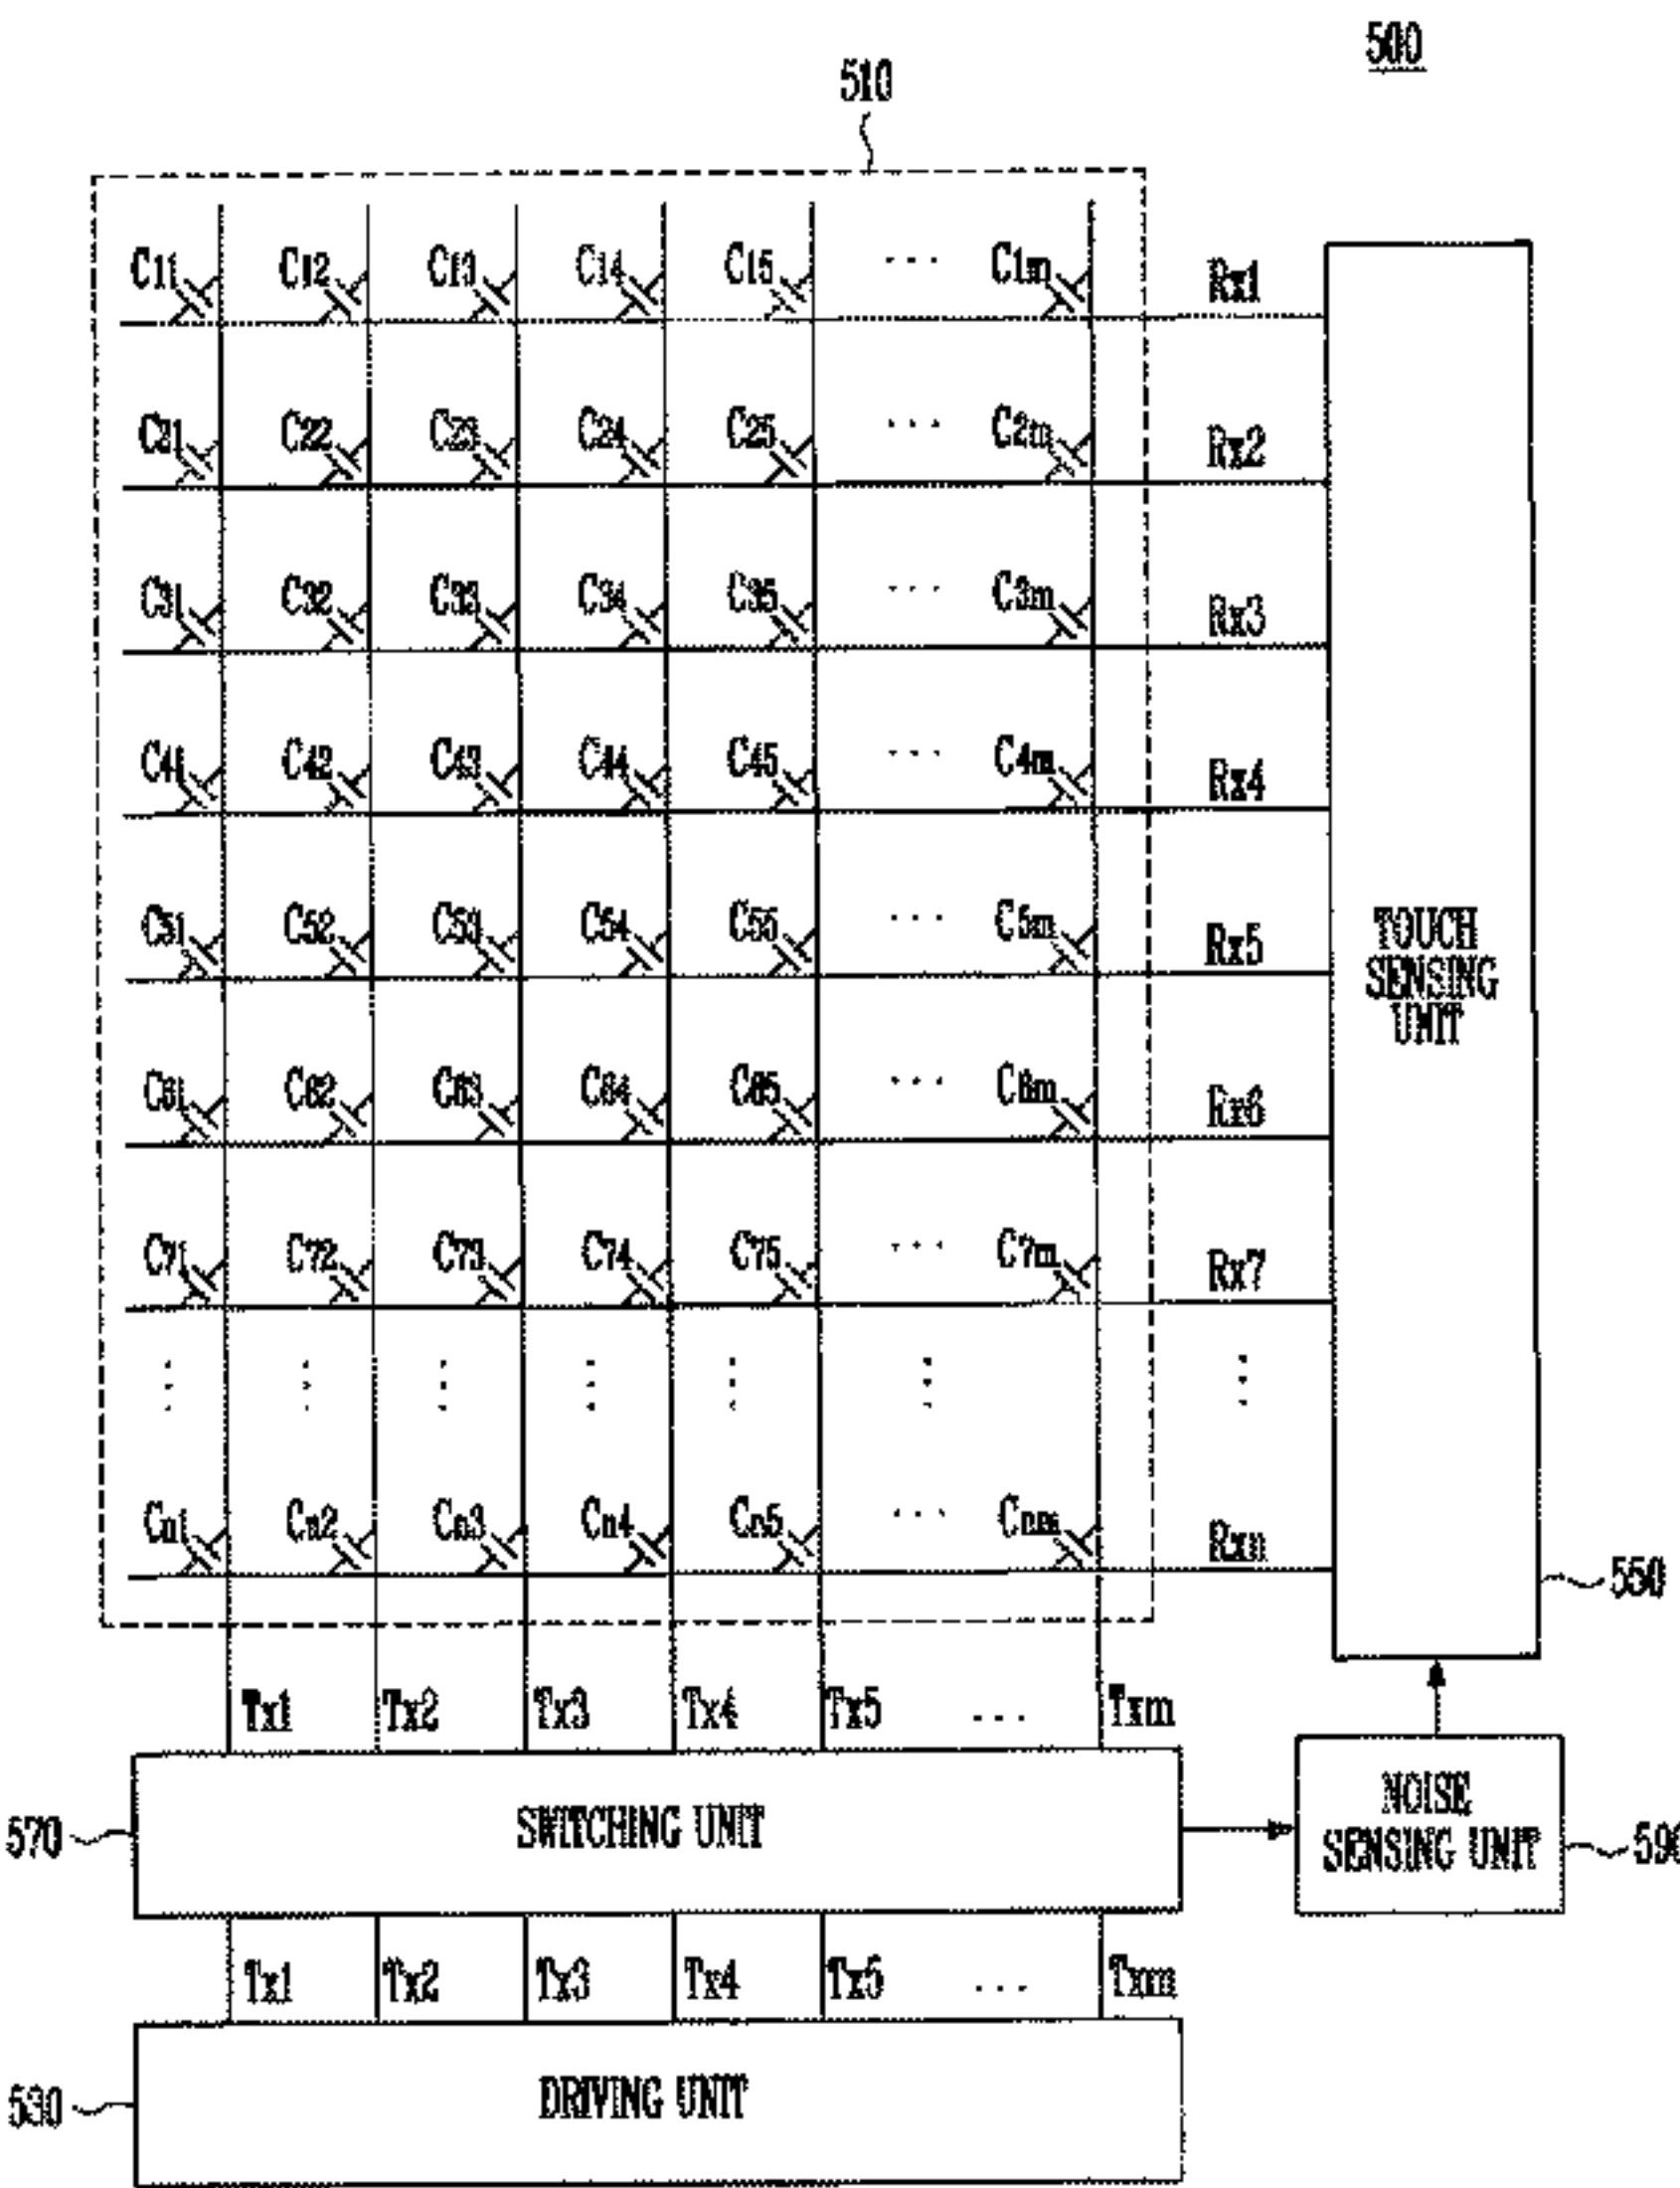 500
510
C11 C12 C13 C14 C15 ... C1m Rx1
C21 C22 C23 C24 C25 ... C2m Rx2
C31 C32 C33 C34 C35 ... C3m Rx3
C41 C42 C43 C44 C45 ... C4m Rx4
C51 C52 C53 C54 C55 ... C5m Rx5
TOUCH
SENSING
UNIT
C61 C62 C63 C64 C65 ... C6m Rx6
C71 C72 C73 C74 C75 ... C7m Rx7
Cn1 Cn2 Cn3 Cn4 Cn5 ... Cnm Rxn
550
Tx1 Tx2 Tx3 Tx4 Tx5 ... Txm
570
SWITCHING UNIT
NOISE
SENSING UNIT
590
Tx1 Tx2 Tx3 Tx4 Tx5 ... Txm
530
DRIVING UNIT